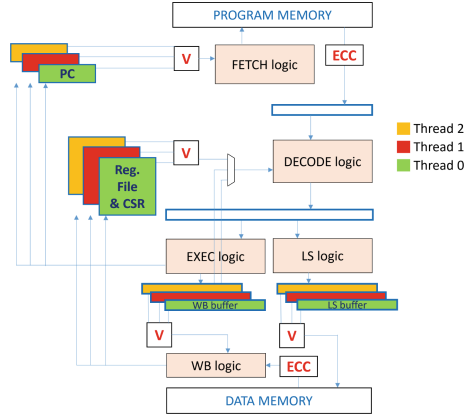 PROGRAM MEMORY
V
FETCH logic
ECC
PC
Thread 2
Thread 1
Thread 0
V
DECODE logic
Reg.
File
& CSR
EXEC logic
LS logic
WB buffer
LS buffer
V
V
WB logic
ECC
DATA MEMORY